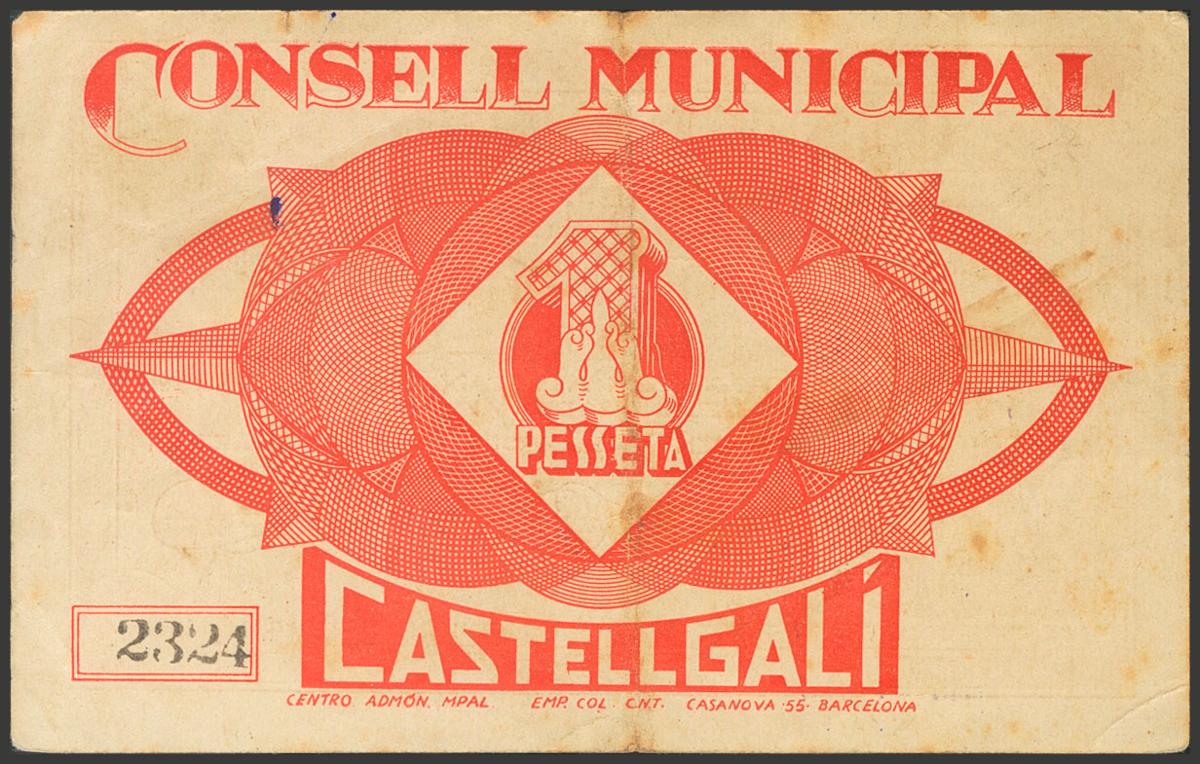 CONSELL MUNICIPAL
1
PESSETA
CASTELLGALÍ
2324
CENTRO ADMÓN. MPAL. EMP. COL. C.N.T. CASANOVA ·55· BARCELONA